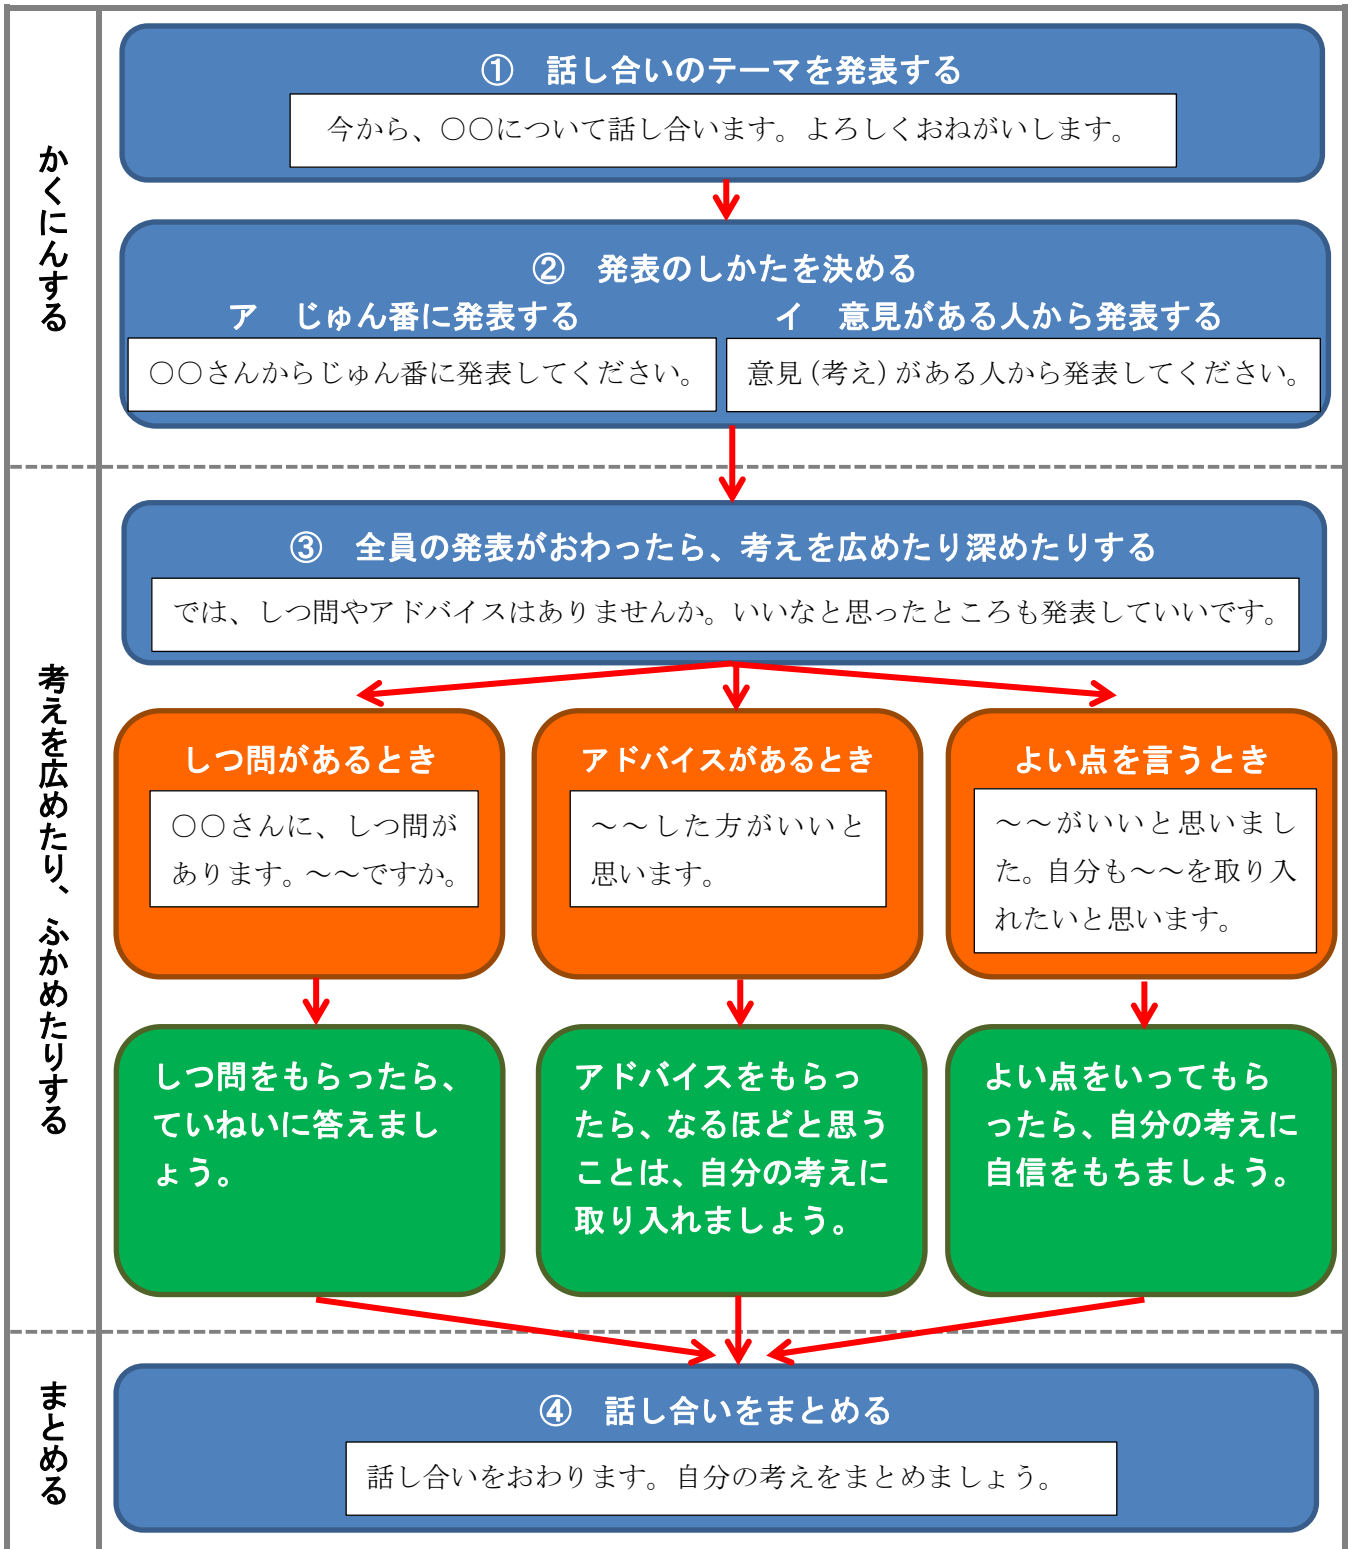 かくにんする
① 話し合いのテーマを発表する
今から、〇〇について話し合います。よろしくおねがいします。
② 発表のしかたを決める
ア じゅん番に発表する
〇〇さんからじゅん番に発表してください。
イ 意見がある人から発表する
意見(考え)がある人から発表してください。
考えを広めたり、ふかめたりする
③ 全員の発表がおわったら、考えを広めたり深めたりする
では、しつ問やアドバイスはありませんか。いいなと思ったところも発表していいです。
しつ問があるとき
〇〇さんに、しつ問が
あります。～～ですか。
アドバイスがあるとき
～～した方がいいと
思います。
よい点を言うとき
～～がいいと思いまし
た。自分も～～を取り入
れたいと思います。
しつ問をもらったら、
ていねいに答えまし
ょう。
アドバイスをもらっ
たら、なるほどと思う
ことは、自分の考えに
取り入れましょう。
よい点をいってもら
ったら、自分の考えに
自信をもちましょう。
まとめる
④ 話し合いをまとめる
話し合いをおわります。自分の考えをまとめましょう。